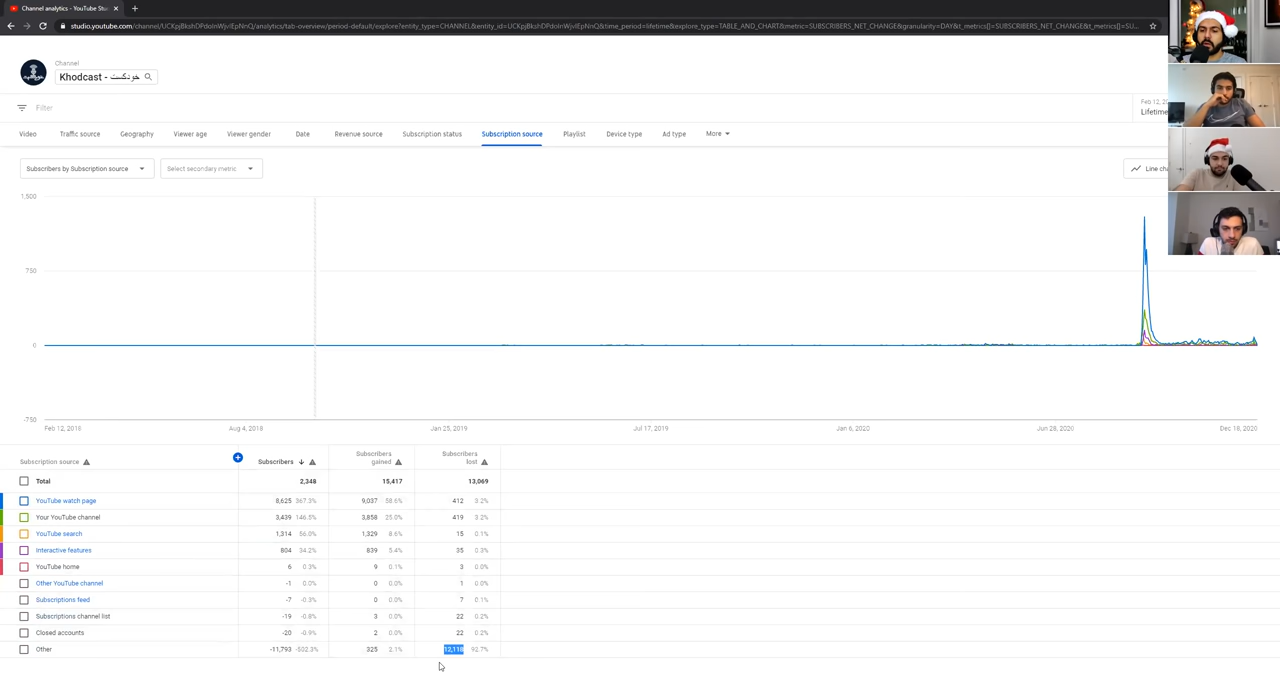 Channel analytics - YouTube Stu
studio.youtube.com/channel/UCKpjBkshDPdoInWjvIEpNnQ/analytics/tab-overview/period-default/explore?entity_type=CHANNEL&entity_id=UCKpjBkshDPdoInWjvIEpNnQ&time_period=lifetime&explore_type=TABLE_AND_CHART&metric=SUBSCRIBERS_NET_CHANGE&granularity=DAY&t_metrics[]=SUBSCRIBERS_NET_CHANGE&t_metrics[]=SU...
Channel
Khodcast - خودکست
Filter
Feb 12, 20
Lifetime
Video Traffic source Geography Viewer age Viewer gender Date Revenue source Subscription status Subscription source Playlist Device type Ad type More
Subscribers by Subscription source Select secondary metric Line cha
1,500
750
0
-750
Feb 12, 2018 Aug 4, 2018 Jan 25, 2019 Jul 17, 2019 Jan 6, 2020 Jun 28, 2020 Dec 18, 2020
Subscription source Subscribers Subscribers gained Subscribers lost
Total 2,348 15,417 13,069
YouTube watch page 8,625 367.3% 9,037 58.6% 412 3.2%
Your YouTube channel 3,439 146.5% 3,858 25.0% 419 3.2%
YouTube search 1,314 56.0% 1,329 8.6% 15 0.1%
Interactive features 804 34.2% 839 5.4% 35 0.3%
YouTube home 6 0.3% 9 0.1% 3 0.0%
Other YouTube channel -1 0.0% 0 0.0% 1 0.0%
Subscriptions feed -7 -0.3% 0 0.0% 7 0.1%
Subscriptions channel list -19 -0.8% 3 0.0% 22 0.2%
Closed accounts -20 -0.9% 2 0.0% 22 0.2%
Other -11,793 -502.3% 325 2.1% 12,118 92.7%